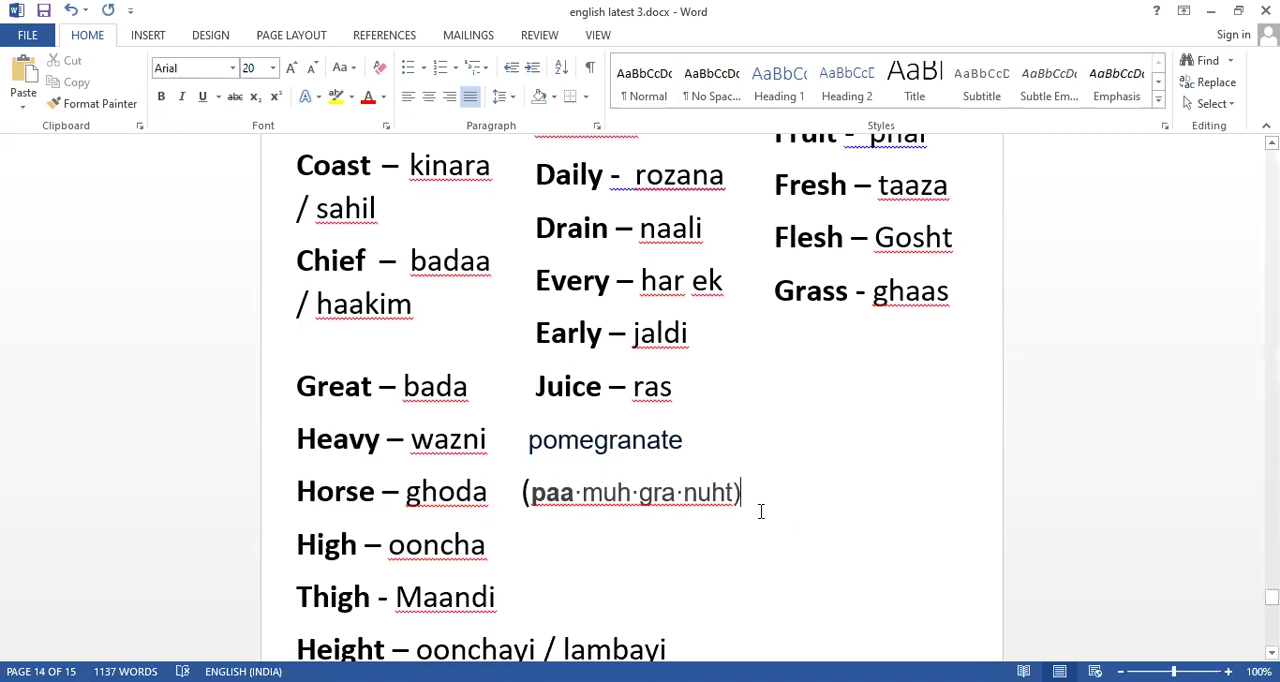 english latest 3.docx - Word
FILE HOME INSERT DESIGN PAGE LAYOUT REFERENCES MAILINGS REVIEW VIEW Sign in
Paste Cut Copy Format Painter
Arial 20
AaBbCcDc AaBbCcDc AaBbCc AaBbCcC AaBl AaBbCcD AaBbCcDc AaBbCcDc
¶ Normal ¶ No Spac... Heading 1 Heading 2 Title Subtitle Subtle Em... Emphasis
Find Replace Select
Clipboard Font Paragraph Styles Editing
Coast – kinara
/ sahil
Chief – badaa
/ haakim
Great – bada
Heavy – wazni
Horse – ghoda
High – ooncha
Thigh - Maandi
Height – oonchayi / lambayi
Daily - rozana
Drain – naali
Every – har ek
Early – jaldi
Juice – ras
pomegranate
(paa·muh·gra·nuht)
Fruit - phal
Fresh – taaza
Flesh – Gosht
Grass - ghaas
PAGE 14 OF 15 1137 WORDS ENGLISH (INDIA) 100%